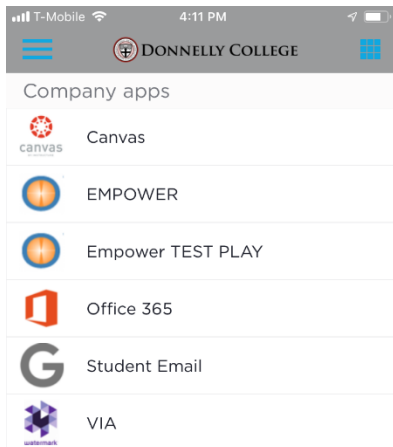 T-Mobile 4:11 PM
DONNELLY COLLEGE
Company apps
canvas
Canvas
EMPOWER
Empower TEST PLAY
Office 365
Student Email
VIA
watermark